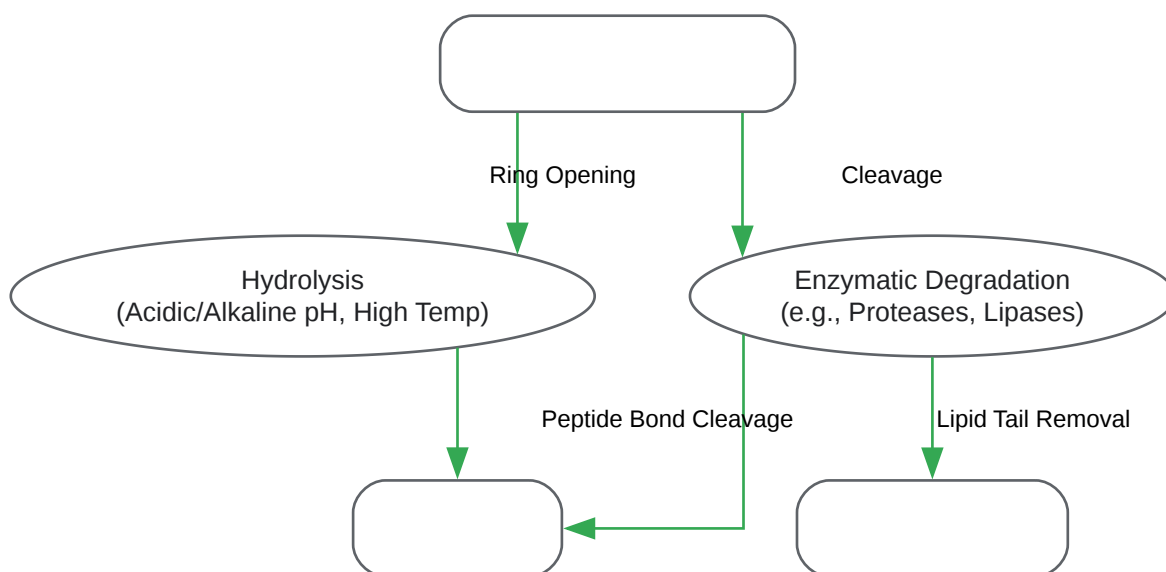 Ring Opening
Cleavage
Hydrolysis
(Acidic/Alkaline pH, High Temp)
Enzymatic Degradation
(e.g., Proteases, Lipases)
Peptide Bond Cleavage
Lipid Tail Removal